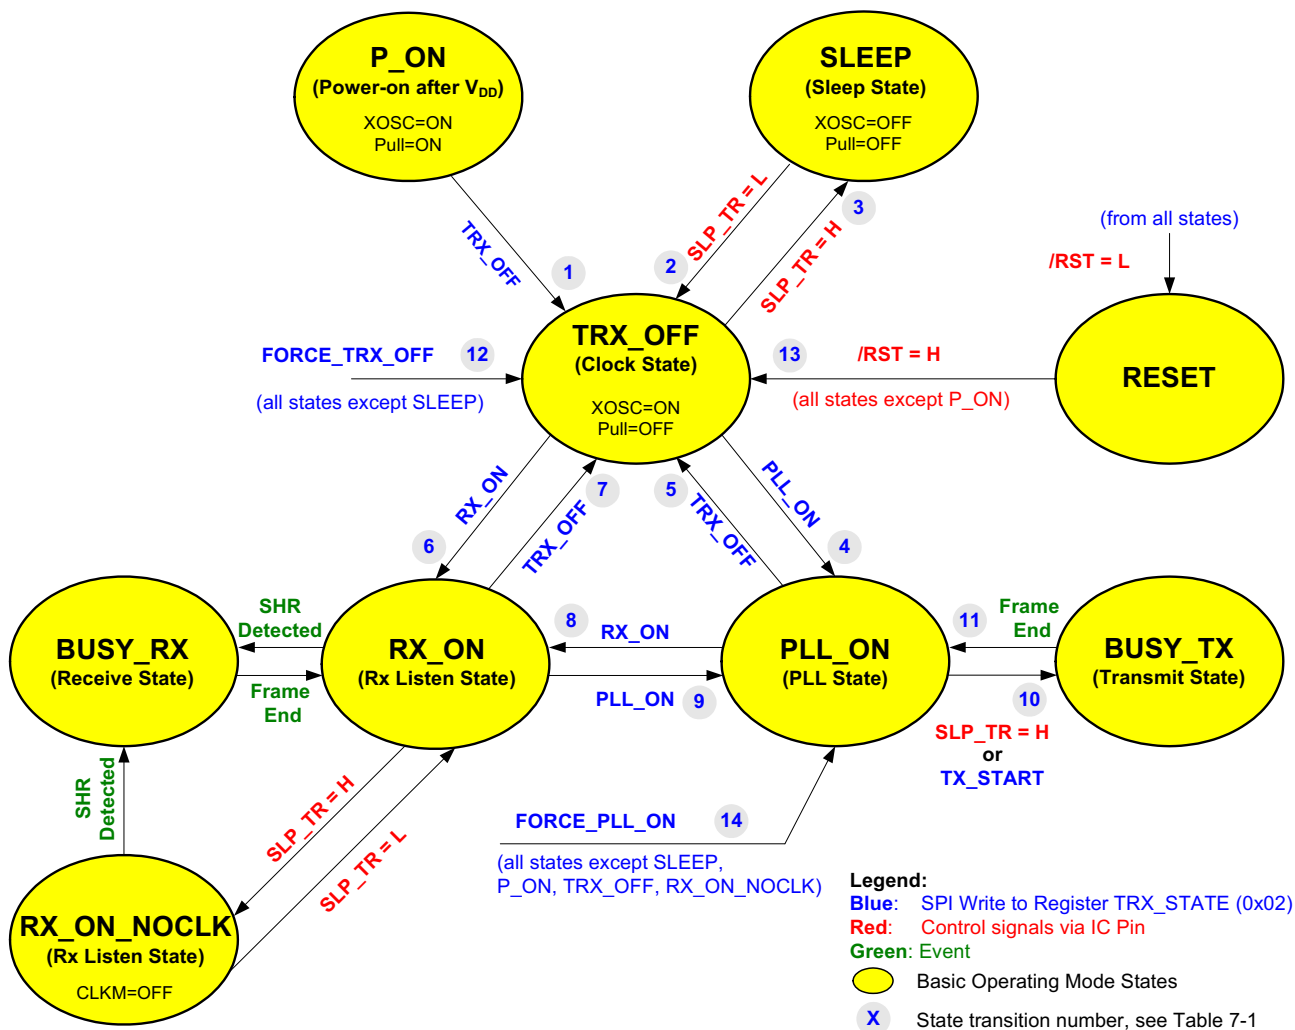 P_ON
(Power-on after VDD)
XOSC=ON
Pull=ON
SLEEP
(Sleep State)
XOSC=OFF
Pull=OFF
TRX_OFF
1
SLP_TR = L
2
SLP_TR = H
3
(from all states)
/RST = L
RESET
TRX_OFF
(Clock State)
XOSC=ON
Pull=OFF
FORCE_TRX_OFF
12
(all states except SLEEP)
13
/RST = H
(all states except P_ON)
RX_ON
6
TRX_OFF
7
5
TRX_OFF
PLL_ON
4
BUSY_RX
(Receive State)
SHR
Detected
Frame
End
RX_ON
(Rx Listen State)
8
RX_ON
PLL_ON
9
PLL_ON
(PLL State)
11
Frame
End
10
SLP_TR = H
or
TX_START
BUSY_TX
(Transmit State)
SHR
Detected
SLP_TR = H
SLP_TR = L
RX_ON_NOCLK
(Rx Listen State)
CLKM=OFF
FORCE_PLL_ON
14
(all states except SLEEP,
P_ON, TRX_OFF, RX_ON_NOCLK)
Legend:
Blue: SPI Write to Register TRX_STATE (0x02)
Red: Control signals via IC Pin
Green: Event
Basic Operating Mode States
X State transition number, see Table 7-1